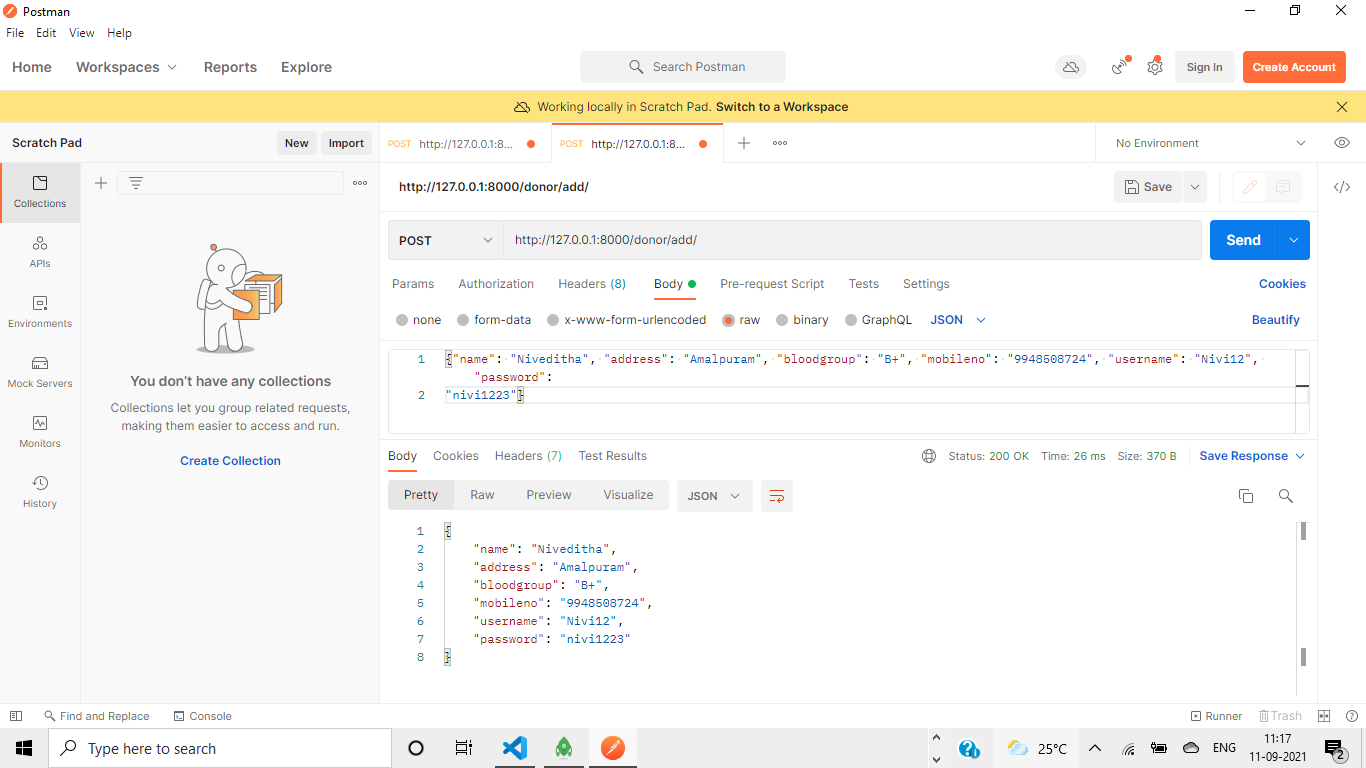 Postman
File Edit View Help
Home Workspaces Reports Explore Search Postman Sign In Create Account
Working locally in Scratch Pad. Switch to a Workspace
Scratch Pad New Import
POST http://127.0.0.1:8... POST http://127.0.0.1:8... No Environment
Collections
APIs
Environments
Mock Servers
Monitors
History
You don't have any collections
Collections let you group related requests,
making them easier to access and run.
Create Collection
http://127.0.0.1:8000/donor/add/ Save
POST http://127.0.0.1:8000/donor/add/ Send
Params Authorization Headers (8) Body Pre-request Script Tests Settings Cookies
none form-data x-www-form-urlencoded raw binary GraphQL JSON Beautify
1 {"name": "Niveditha", "address": "Amalpuram", "bloodgroup": "B+", "mobileno": "9948508724", "username": "Nivi12",
"password":
2 "nivi1223"}
Body Cookies Headers (7) Test Results Status: 200 OK Time: 26 ms Size: 370 B Save Response
Pretty Raw Preview Visualize JSON
1 {
2 "name": "Niveditha",
3 "address": "Amalpuram",
4 "bloodgroup": "B+",
5 "mobileno": "9948508724",
6 "username": "Nivi12",
7 "password": "nivi1223"
8 }
Find and Replace Console Runner Trash
Type here to search 25°C ENG 11:17
11-09-2021 2